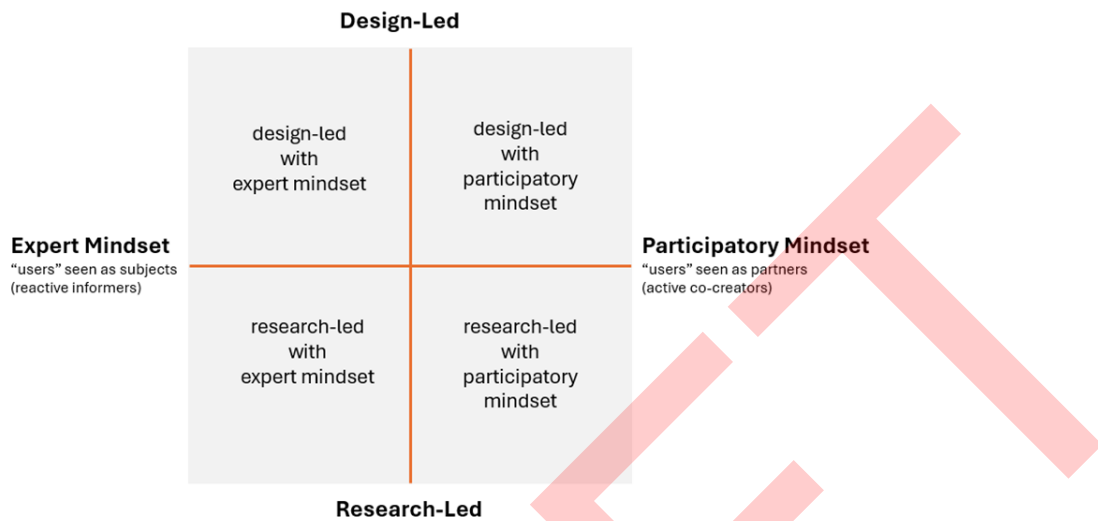 Design-Led
design-led
with
expert mindset
design-led
with
participatory
mindset
Expert Mindset
“users” seen as subjects
(reactive informers)
Participatory Mindset
“users” seen as partners
(active co-creators)
research-led
with
expert mindset
research-led
with
participatory
mindset
Research-Led